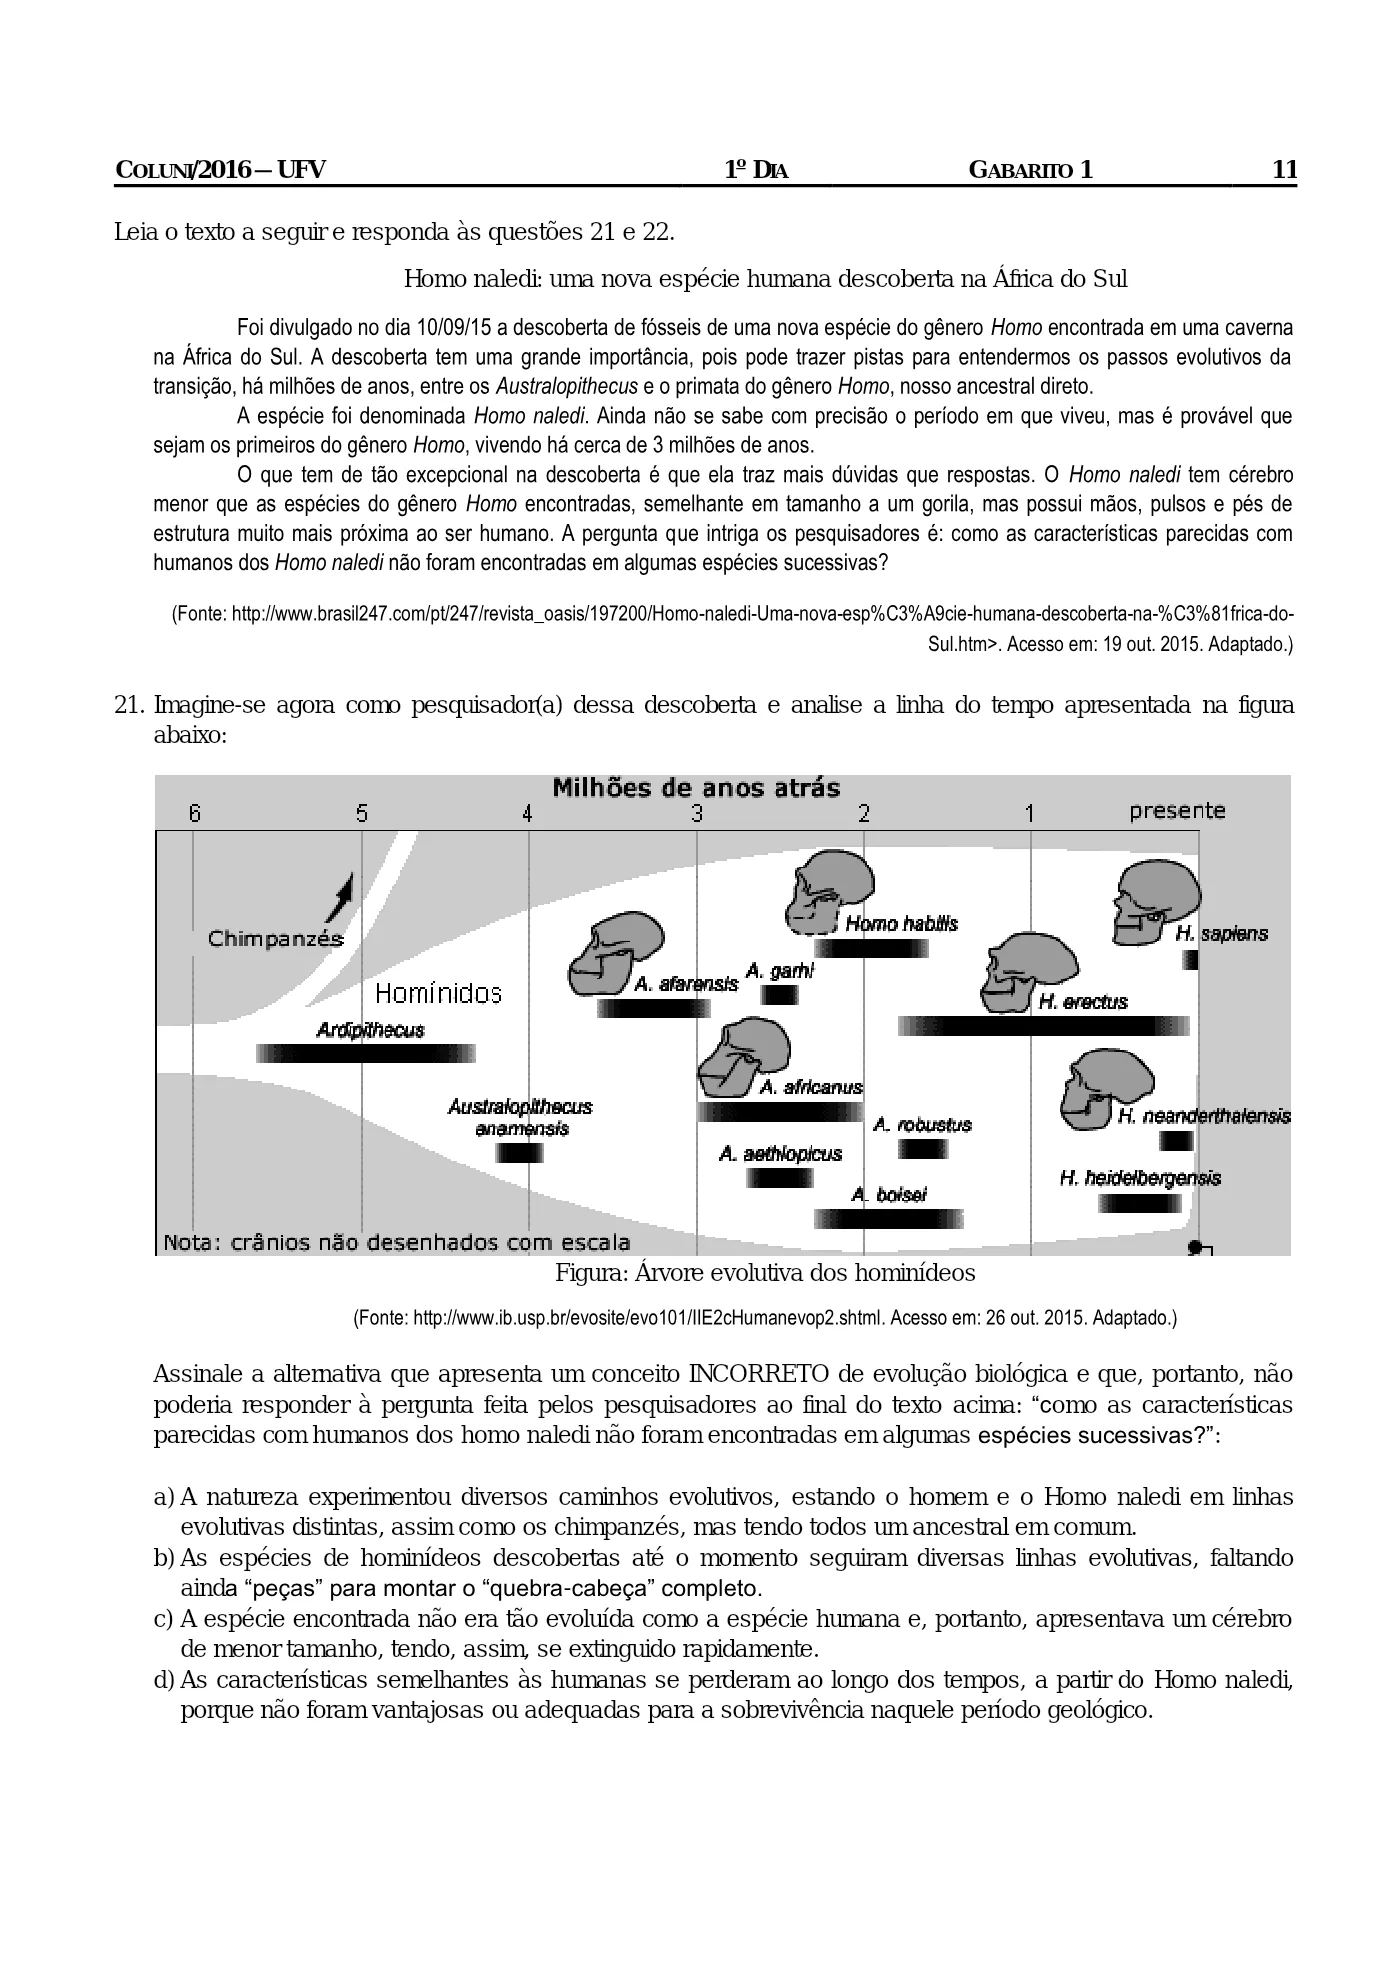 COLUNI/2016 — UFV 1º DIA GABARITO 1 11
Leia o texto a seguir e responda às questões 21 e 22.
Homo naledi: uma nova espécie humana descoberta na África do Sul
Foi divulgado no dia 10/09/15 a descoberta de fósseis de uma nova espécie do gênero Homo encontrada em uma caverna
na África do Sul. A descoberta tem uma grande importância, pois pode trazer pistas para entendermos os passos evolutivos da
transição, há milhões de anos, entre os Australopithecus e o primata do gênero Homo, nosso ancestral direto.
A espécie foi denominada Homo naledi. Ainda não se sabe com precisão o período em que viveu, mas é provável que
sejam os primeiros do gênero Homo, vivendo há cerca de 3 milhões de anos.
O que tem de tão excepcional na descoberta é que ela traz mais dúvidas que respostas. O Homo naledi tem cérebro
menor que as espécies do gênero Homo encontradas, semelhante em tamanho a um gorila, mas possui mãos, pulsos e pés de
estrutura muito mais próxima ao ser humano. A pergunta que intriga os pesquisadores é: como as características parecidas com
humanos dos Homo naledi não foram encontradas em algumas espécies sucessivas?
(Fonte: http://www.brasil247.com/pt/247/revista_oasis/197200/Homo-naledi-Uma-nova-esp%C3%A9cie-humana-descoberta-na-%C3%81frica-do-
Sul.htm>. Acesso em: 19 out. 2015. Adaptado.)
21. Imagine-se agora como pesquisador(a) dessa descoberta e analise a linha do tempo apresentada na figura
abaixo:
Milhões de anos atrás
6 5 4 3 2 1 presente
Chimpanzés
Homo habilis
H. sapiens
A. garhi
A. afarensis
Homínidos
H. erectus
Ardipithecus
A. africanus
Australopithecus
anamensis
H. neanderthalensis
A. robustus
A. aethiopicus
H. heidelbergensis
A. boisei
Nota: crânios não desenhados com escala
Figura: Árvore evolutiva dos hominídeos
(Fonte: http://www.ib.usp.br/evosite/evo101/IIE2cHumanevop2.shtml. Acesso em: 26 out. 2015. Adaptado.)
Assinale a alternativa que apresenta um conceito INCORRETO de evolução biológica e que, portanto, não
poderia responder à pergunta feita pelos pesquisadores ao final do texto acima: “como as características
parecidas com humanos dos homo naledi não foram encontradas em algumas espécies sucessivas?”:
a) A natureza experimentou diversos caminhos evolutivos, estando o homem e o Homo naledi em linhas
evolutivas distintas, assim como os chimpanzés, mas tendo todos um ancestral em comum.
b) As espécies de hominídeos descobertas até o momento seguiram diversas linhas evolutivas, faltando
ainda “peças” para montar o “quebra-cabeça” completo.
c) A espécie encontrada não era tão evoluída como a espécie humana e, portanto, apresentava um cérebro
de menor tamanho, tendo, assim, se extinguido rapidamente.
d) As características semelhantes às humanas se perderam ao longo dos tempos, a partir do Homo naledi,
porque não foram vantajosas ou adequadas para a sobrevivência naquele período geológico.